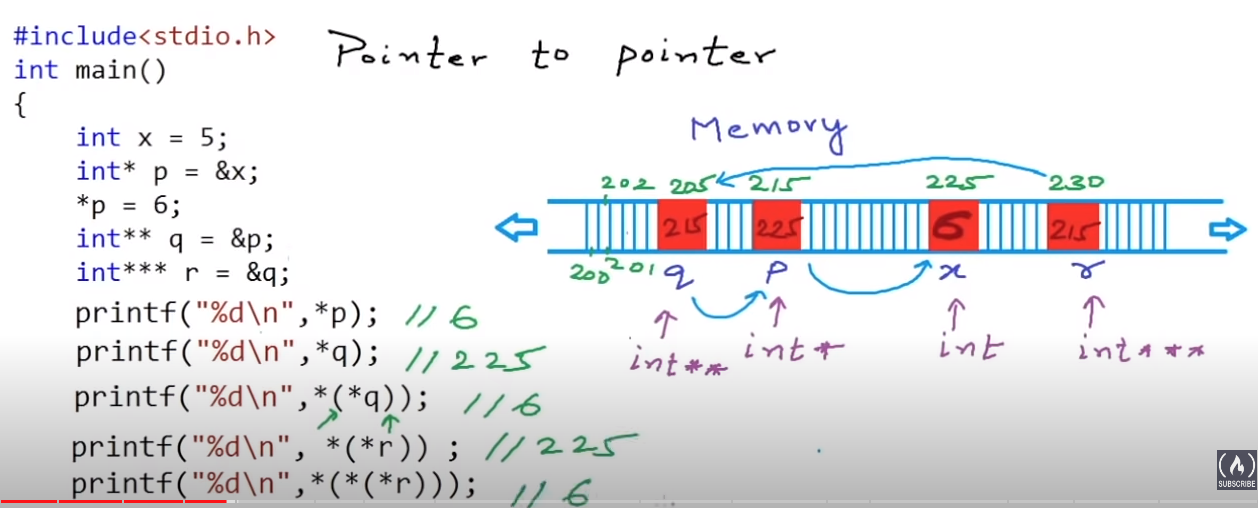 #include<stdio.h>
Pointer to pointer
int main()
{
int x = 5;
Memory
int* p = &x;
202 205 215 225 230
*p = 6;
215 225 6 215
int** q = &p;
200 201 q p x r
int*** r = &q;
printf("%d\n",*p); //6
int** int* int int***
printf("%d\n",*q); //225
printf("%d\n",*(*q)); //6
printf("%d\n", *(*r)) ; //225
printf("%d\n",*(*(*r))); //6
(A)
SUBSCRIBE